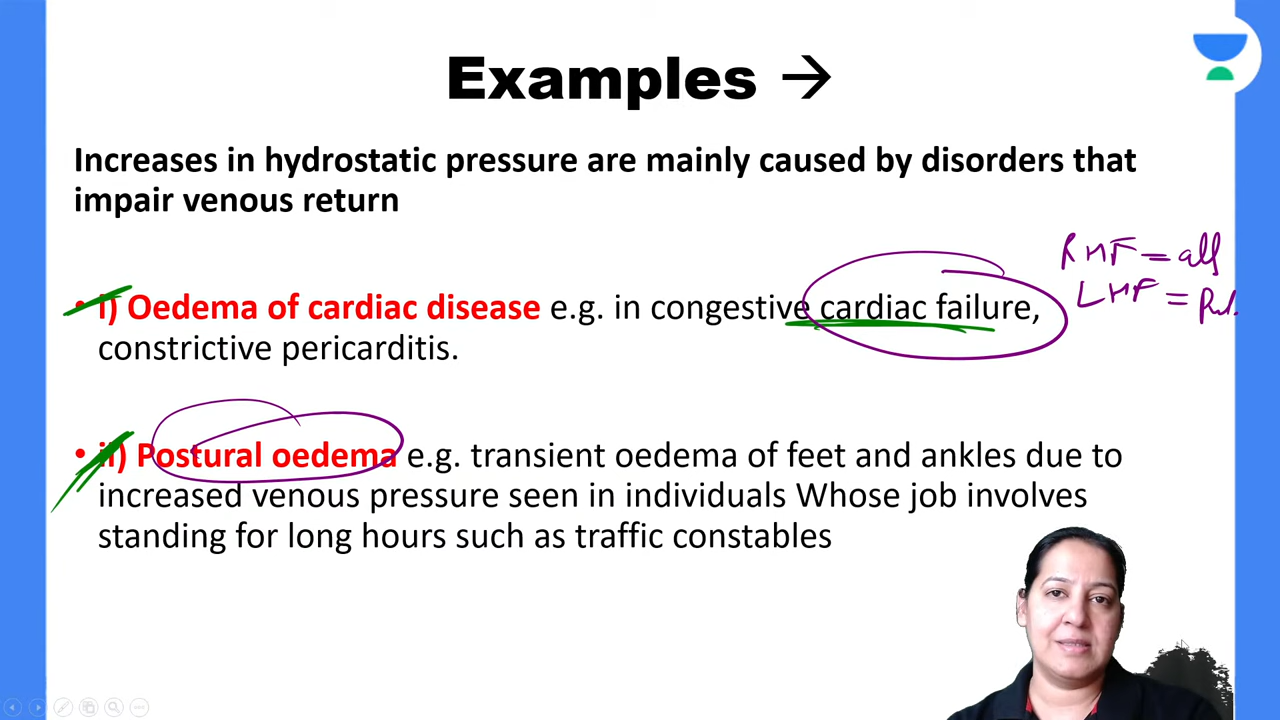 Examples →
Increases in hydrostatic pressure are mainly caused by disorders that
impair venous return
RHF = all
LHF = Pul.
• i) Oedema of cardiac disease e.g. in congestive cardiac failure,
constrictive pericarditis.
• ii) Postural oedema e.g. transient oedema of feet and ankles due to
increased venous pressure seen in individuals Whose job involves
standing for long hours such as traffic constables